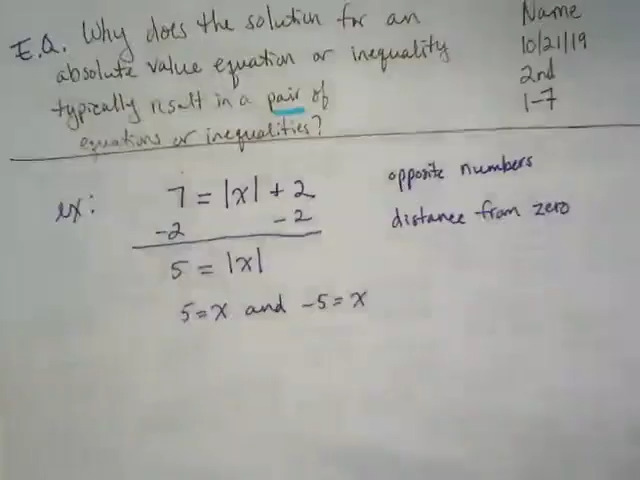 E.Q. Why does the solution for an
absolute value equation or inequality
typically result in a pair of
equations or inequalities?
Name
10/21/19
2nd
1-7
ex: 7 = |x| + 2
-2 -2
5 = |x|
5=x and -5=x
opposite numbers
distance from zero